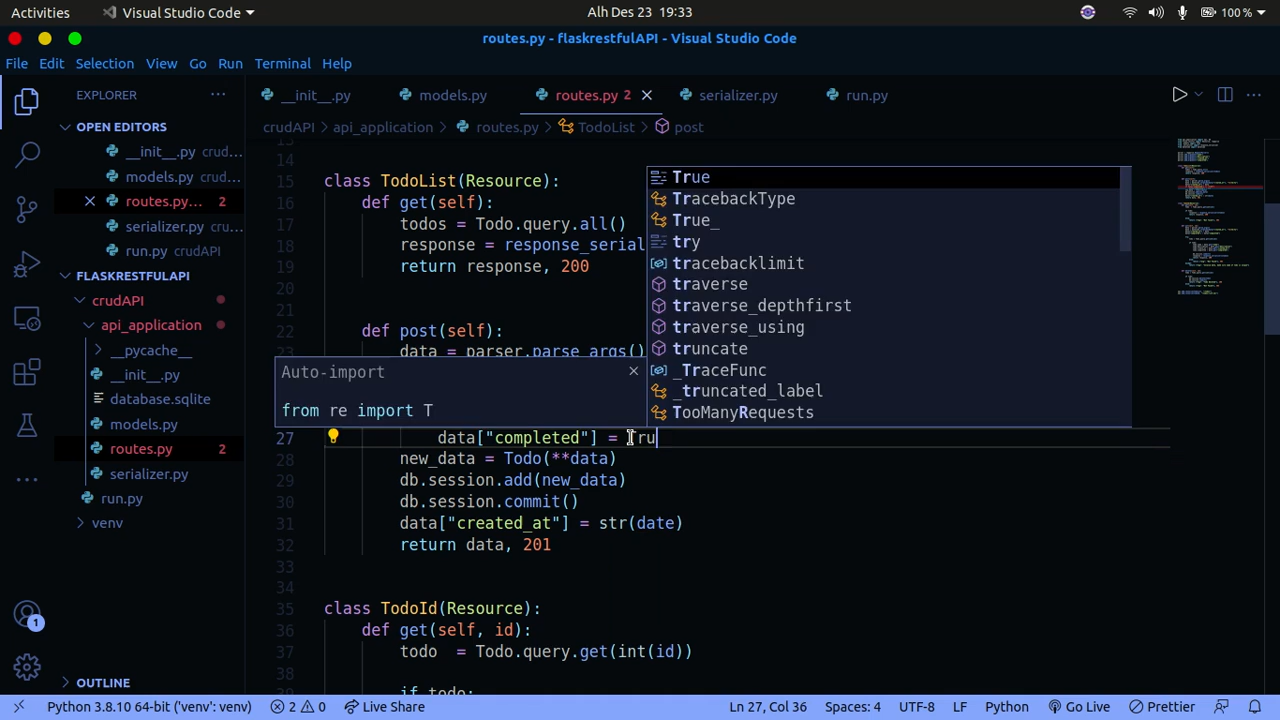 Activities Visual Studio Code Alh Des 23 19:33 100 %
routes.py - flaskrestfulAPI - Visual Studio Code
File Edit Selection View Go Run Terminal Help
EXPLORER
OPEN EDITORS
__init__.py crud...
models.py crud...
routes.py... 2
serializer.py cru...
run.py crudAPI
FLASKRESTFULAPI
crudAPI
api_application
__pycache__
__init__.py
database.sqlite
models.py
routes.py 2
serializer.py
run.py
venv
OUTLINE
1
__init__.py models.py routes.py 2 serializer.py run.py
crudAPI > api_application > routes.py > TodoList > post
14
15 class TodoList(Resource):
16 def get(self):
17 todos = Todo.query.all()
18 response = response_serial
19 return response, 200
20
21
22 def post(self):
23 data = parser.parse_args()
27 data["completed"] = Tru
28 new_data = Todo(**data)
29 db.session.add(new_data)
30 db.session.commit()
31 data["created_at"] = str(date)
32 return data, 201
33
34
35 class TodoId(Resource):
36 def get(self, id):
37 todo = Todo.query.get(int(id))
38
39 if todo:
Auto-import
from re import T
True
TracebackType
True_
try
tracebacklimit
traverse
traverse_depthfirst
traverse_using
truncate
_TraceFunc
_truncated_label
TooManyRequests
Python 3.8.10 64-bit ('venv': venv) 2 0 Live Share Ln 27, Col 36 Spaces: 4 UTF-8 LF Python Go Live Prettier